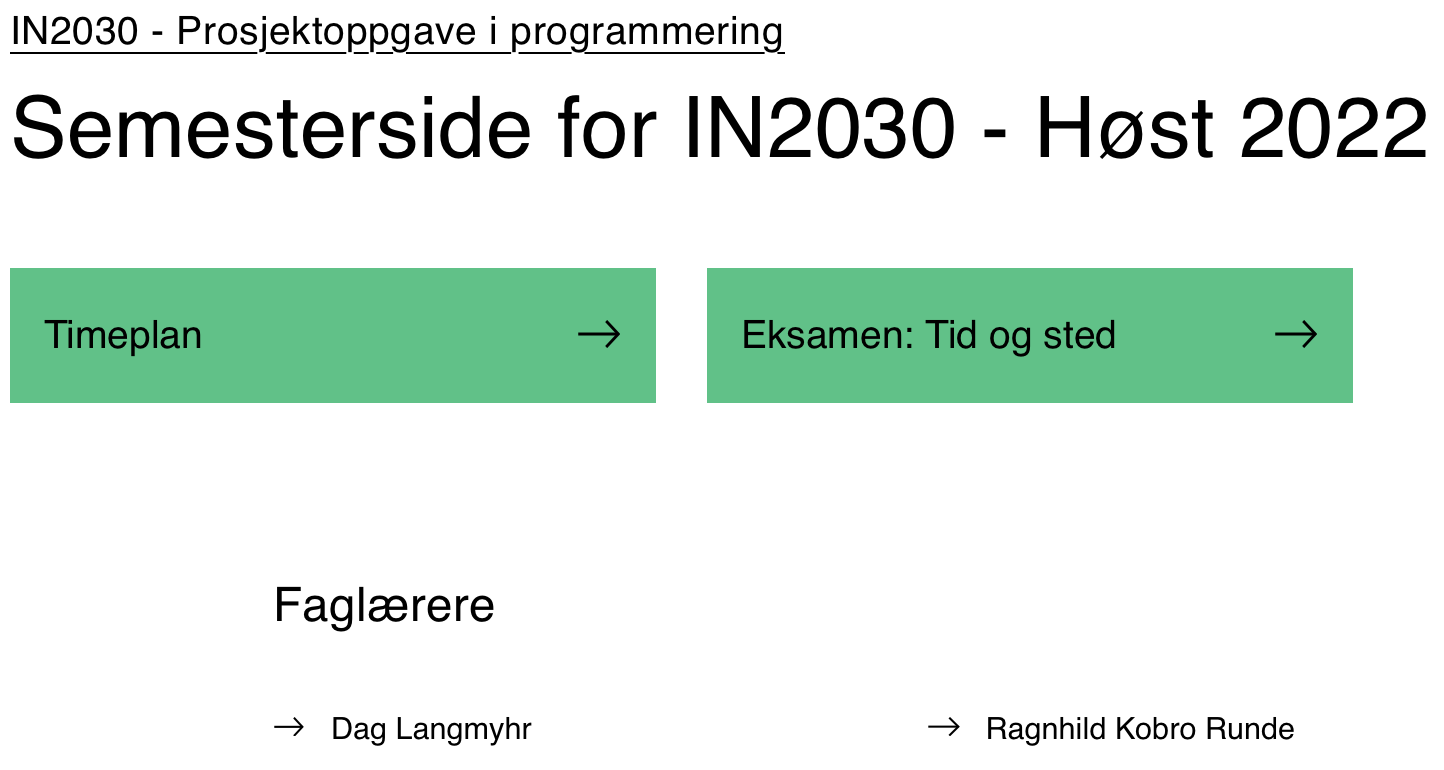 IN2030 - Prosjektoppgave i programmering
Semesterside for IN2030 - Høst 2022
Timeplan
Eksamen: Tid og sted
Faglærere
Dag Langmyhr
Ragnhild Kobro Runde